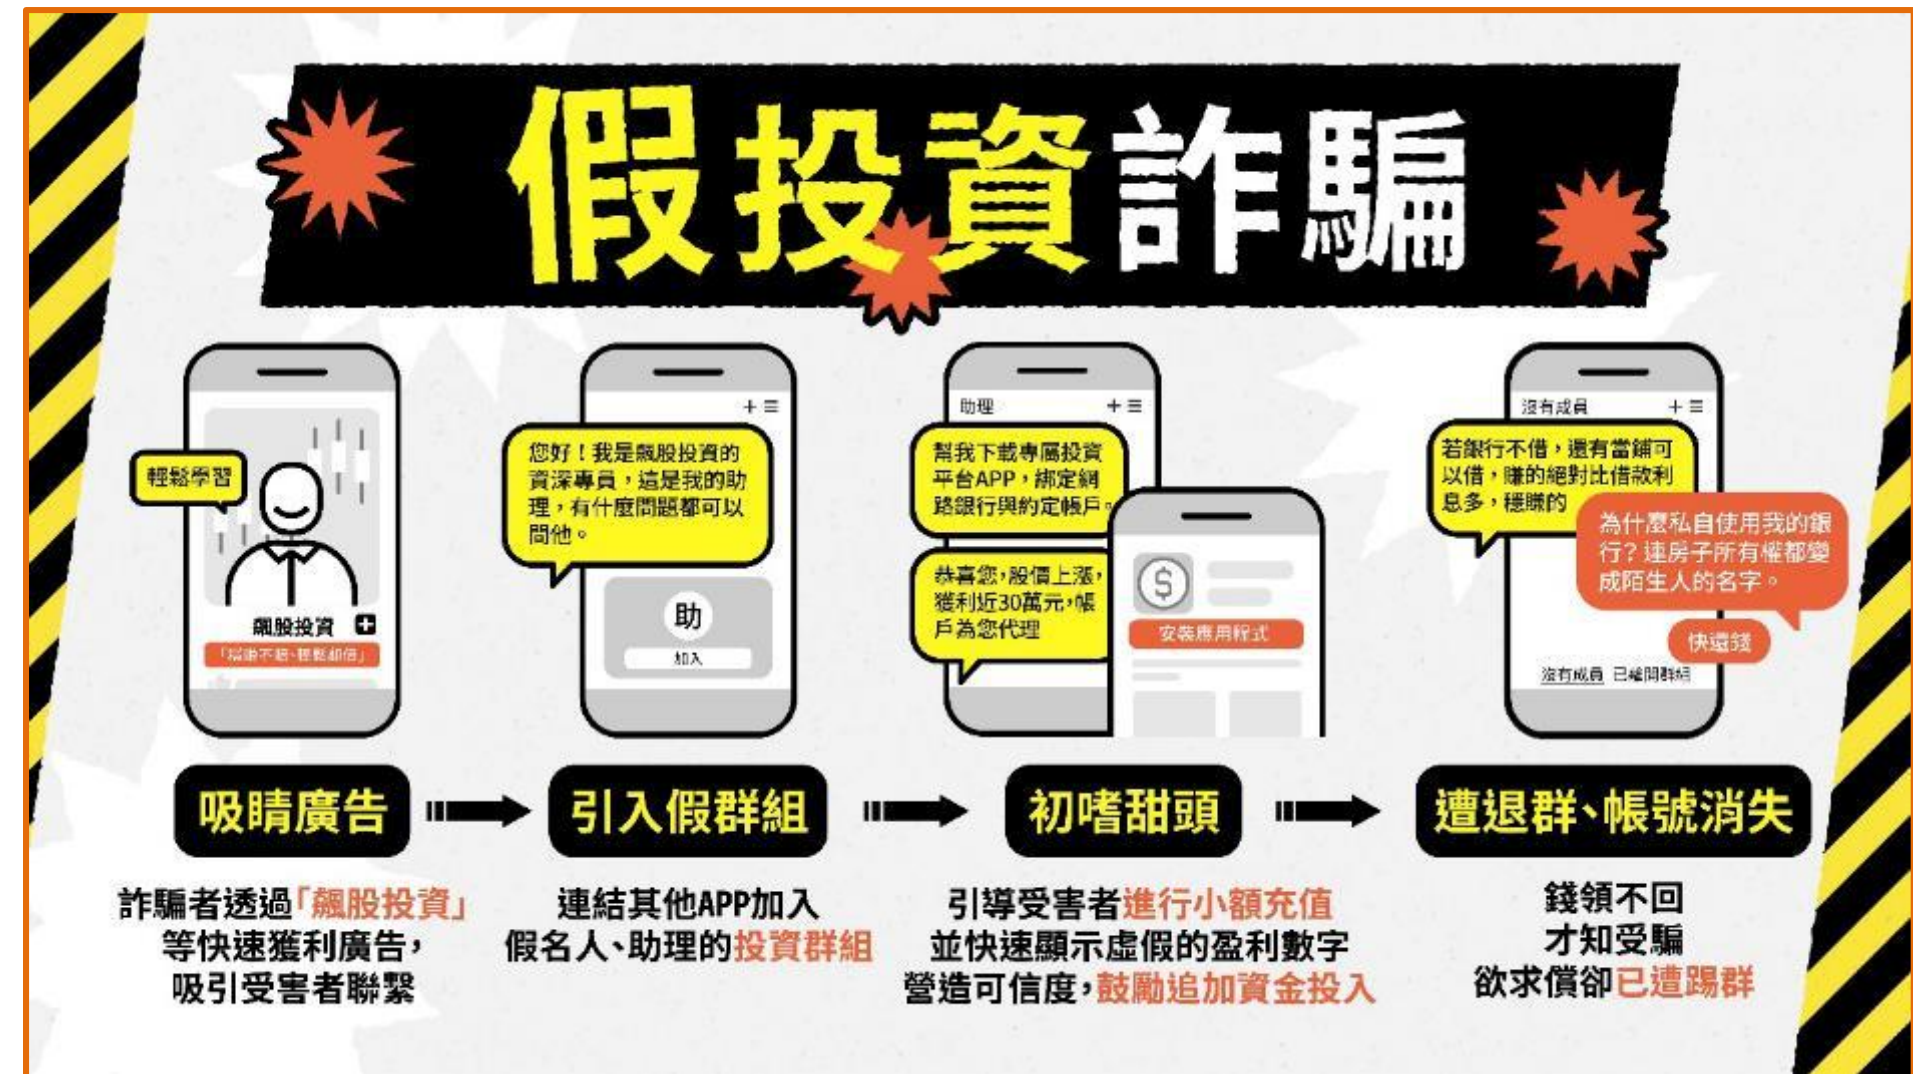 假投資詐騙
輕鬆學習
飆股投資
您好！我是飆股投資的
資深專員，這是我的助
理，有什麼問題都可以
問他。
助
加入
助理
幫我下載專屬投資
平台APP，綁定網
路銀行與約定帳戶。
恭喜您，股價上漲，
獲利近30萬元，帳
戶為您代理
安裝應用程式
沒有成員
若銀行不借，還有當鋪可
以借，賺的絕對比借款利
息多，穩賺的
為什麼私自使用我的銀
行？連房子所有權都變
成陌生人的名字。
快還錢
沒有成員 已離開群組
吸睛廣告
詐騙者透過「飆股投資」
等快速獲利廣告，
吸引受害者聯繫
引入假群組
連結其他APP加入
假名人、助理的投資群組
初嗜甜頭
引導受害者進行小額充值
並快速顯示虛假的盈利數字
營造可信度，鼓勵追加資金投入
遭退群、帳號消失
錢領不回
才知受騙
欲求償卻已遭踢群